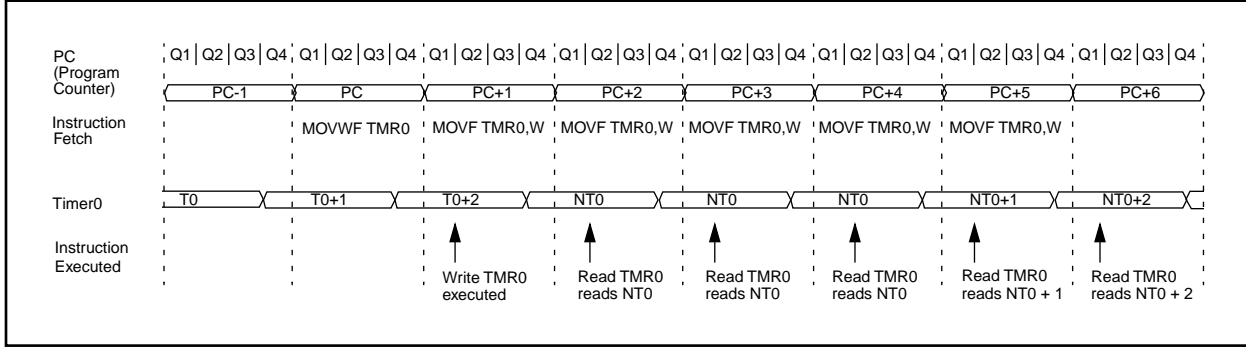 PC
(Program
Counter)
Q1 Q2 Q3 Q4 Q1 Q2 Q3 Q4 Q1 Q2 Q3 Q4 Q1 Q2 Q3 Q4 Q1 Q2 Q3 Q4 Q1 Q2 Q3 Q4 Q1 Q2 Q3 Q4 Q1 Q2 Q3 Q4
PC-1 PC PC+1 PC+2 PC+3 PC+4 PC+5 PC+6
Instruction
Fetch
MOVWF TMR0 MOVF TMR0,W MOVF TMR0,W MOVF TMR0,W MOVF TMR0,W MOVF TMR0,W
Timer0
T0 T0+1 T0+2 NT0 NT0 NT0 NT0+1 NT0+2
Instruction
Executed
Write TMR0
executed
Read TMR0
reads NT0
Read TMR0
reads NT0
Read TMR0
reads NT0
Read TMR0
reads NT0 + 1
Read TMR0
reads NT0 + 2